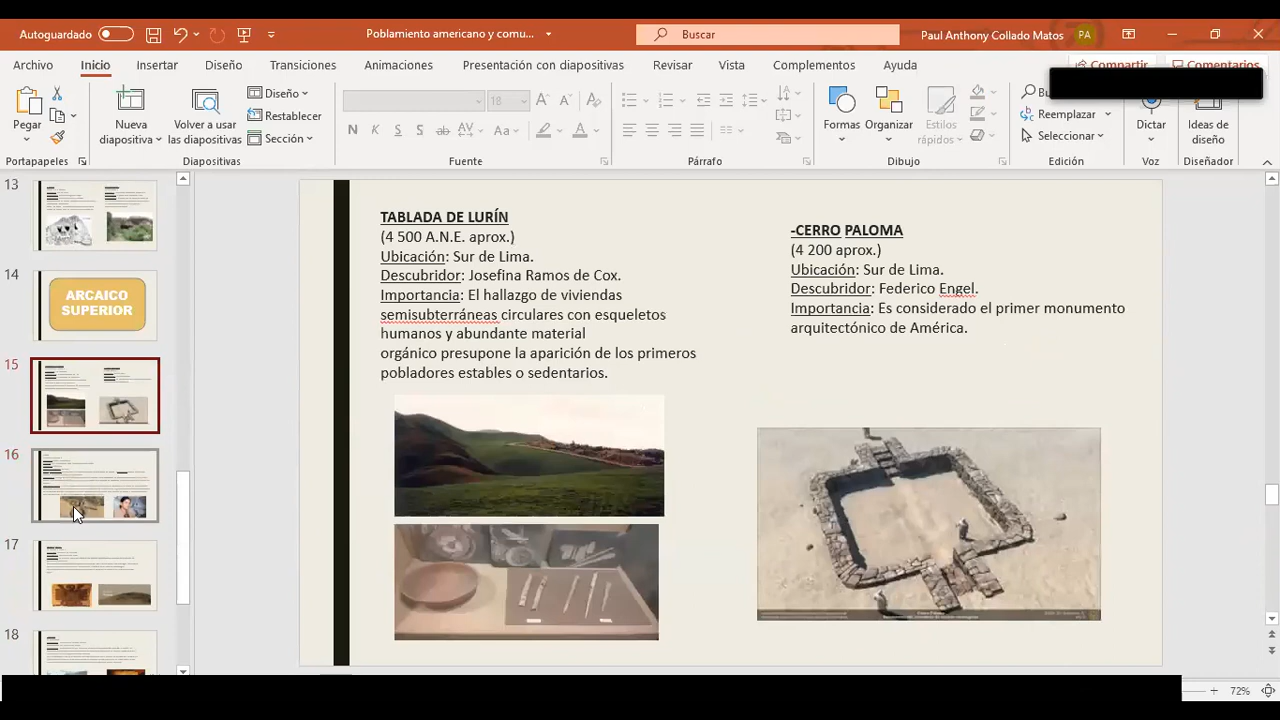 Autoguardado
Poblamiento americano y comu...
Buscar
Paul Anthony Collado Matos
PA
Archivo
Inicio
Insertar
Diseño
Transiciones
Animaciones
Presentación con diapositivas
Revisar
Vista
Complementos
Ayuda
Compartir
Comentarios
Pegar
Nueva
diapositiva
Volver a usar
las diapositivas
Diseño
Restablecer
Sección
18
N
K
S
S
ab
AV
Aa
A
Formas
Organizar
Estilos
rápidos
Reemplazar
Seleccionar
Dictar
Ideas de
diseño
Portapapeles
Diapositivas
Fuente
Párrafo
Dibujo
Edición
Voz
Diseñador
13
14
ARCAICO
SUPERIOR
15
16
17
18
TABLADA DE LURÍN
(4 500 A.N.E. aprox.)
Ubicación: Sur de Lima.
Descubridor: Josefina Ramos de Cox.
Importancia: El hallazgo de viviendas
semisubterráneas circulares con esqueletos
humanos y abundante material
orgánico presupone la aparición de los primeros
pobladores estables o sedentarios.
-CERRO PALOMA
(4 200 aprox.)
Ubicación: Sur de Lima.
Descubridor: Federico Engel.
Importancia: Es considerado el primer monumento
arquitectónico de América.
72%